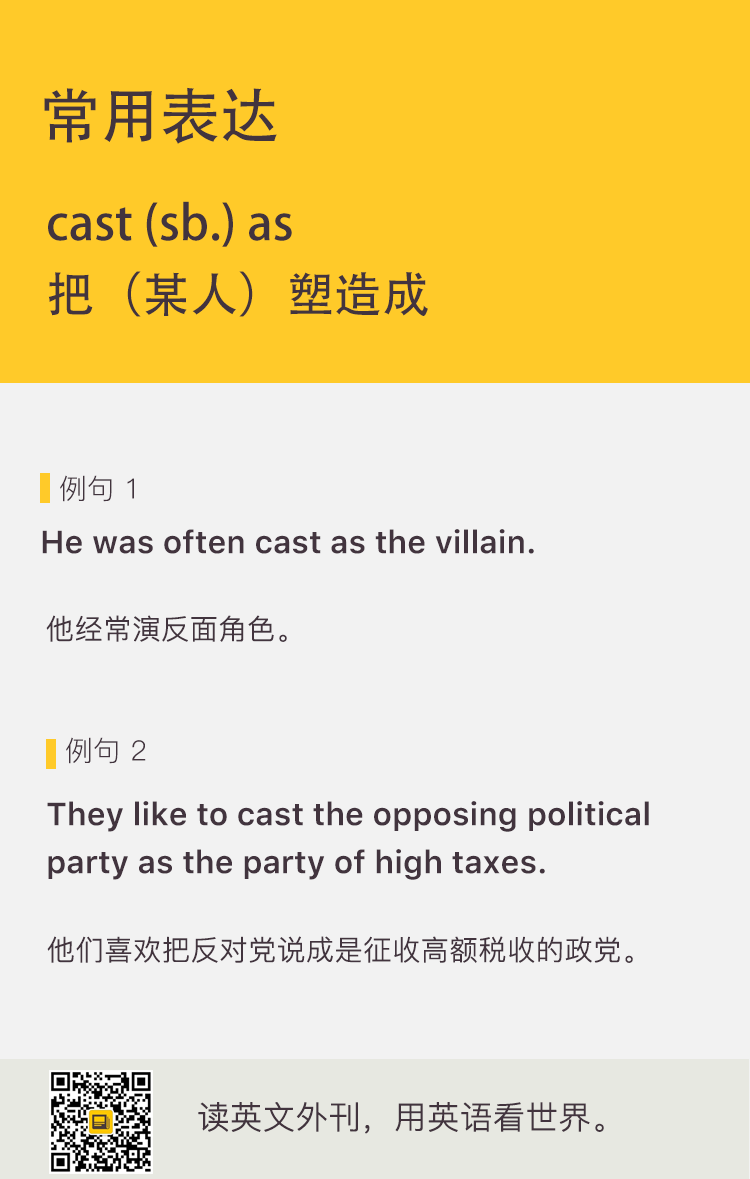 常用表达
cast (sb.) as
把（某人）塑造成
例句 1
He was often cast as the villain.
他经常演反面角色。
例句 2
They like to cast the opposing political
party as the party of high taxes.
他们喜欢把反对党说成是征收高额税收的政党。
读英文外刊，用英语看世界。